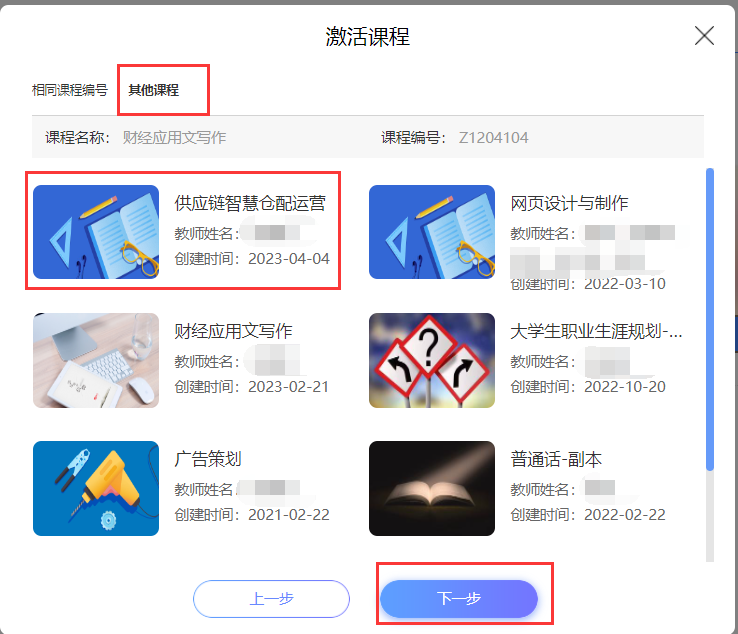 激活课程
相同课程编号 其他课程
课程名称： 财经应用文写作 课程编号： Z1204104
供应链智慧仓配运营
教师姓名：
创建时间：2023-04-04
网页设计与制作
教师姓名：
创建时间：2022-03-10
财经应用文写作
教师姓名：
创建时间：2023-02-21
大学生职业生涯规划-...
教师姓名：
创建时间：2022-10-20
广告策划
教师姓名
创建时间：2021-02-22
普通话-副本
教师姓名：
创建时间：2022-02-22
上一步 下一步